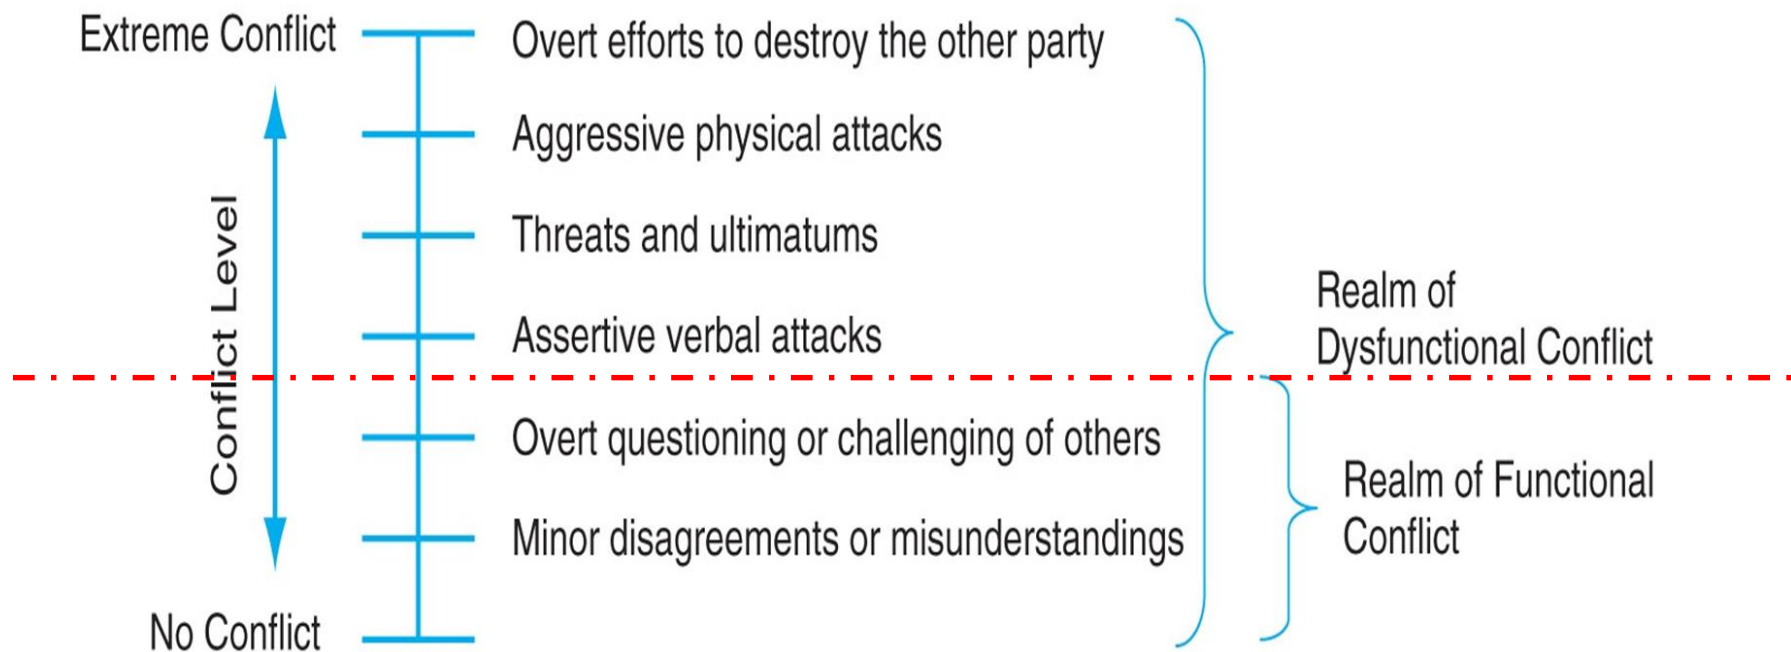 Extreme Conflict
Overt efforts to destroy the other party
Aggressive physical attacks
Threats and ultimatums
Assertive verbal attacks
Overt questioning or challenging of others
Minor disagreements or misunderstandings
No Conflict
Conflict Level
Realm of
Dysfunctional Conflict
Realm of Functional
Conflict